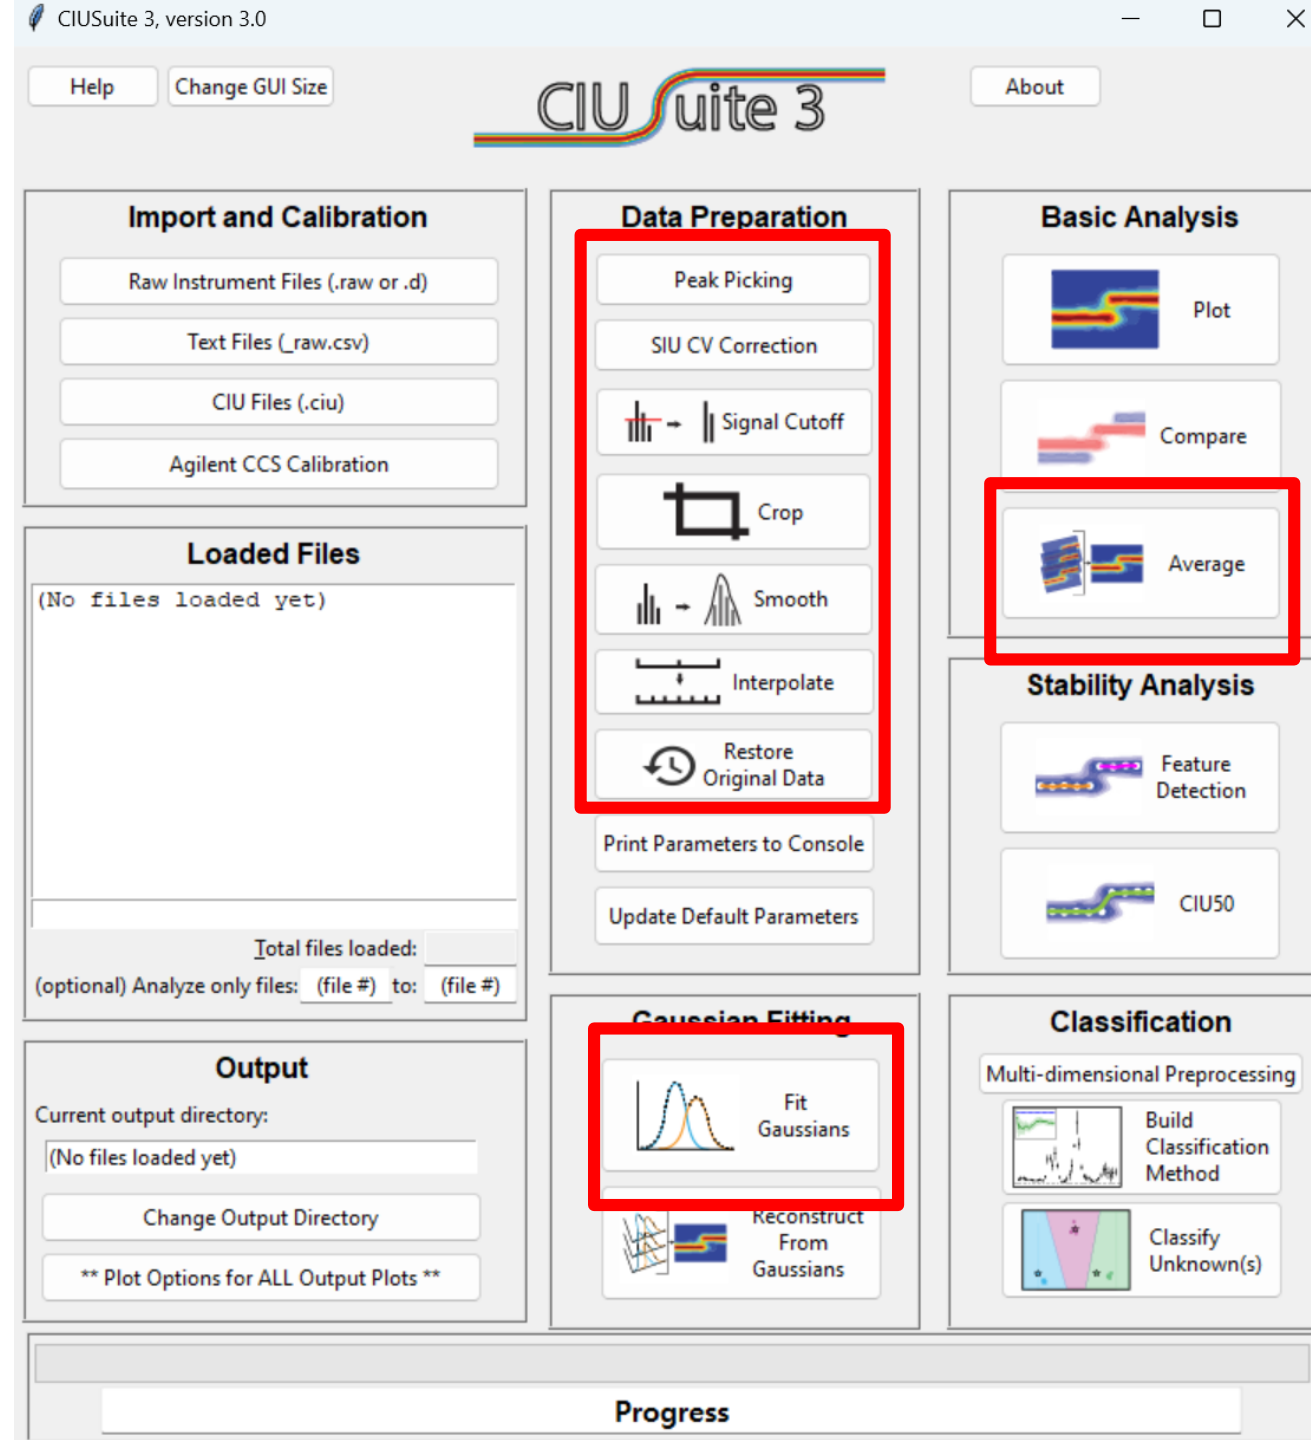 CIUSuite 3, version 3.0
Help
Change GUI Size
CIU Suite 3
About
Import and Calibration
Raw Instrument Files (.raw or .d)
Text Files (_raw.csv)
CIU Files (.ciu)
Agilent CCS Calibration
Loaded Files
(No files loaded yet)
Total files loaded:
(optional) Analyze only files: (file #) to: (file #)
Output
Current output directory:
(No files loaded yet)
Change Output Directory
** Plot Options for ALL Output Plots **
Data Preparation
Peak Picking
SIU CV Correction
Signal Cutoff
Crop
Smooth
Interpolate
Restore
Original Data
Print Parameters to Console
Update Default Parameters
Gaussian Fitting
Fit
Gaussians
Reconstruct
From
Gaussians
Basic Analysis
Plot
Compare
Average
Stability Analysis
Feature
Detection
CIU50
Classification
Multi-dimensional Preprocessing
Build
Classification
Method
Classify
Unknown(s)
Progress